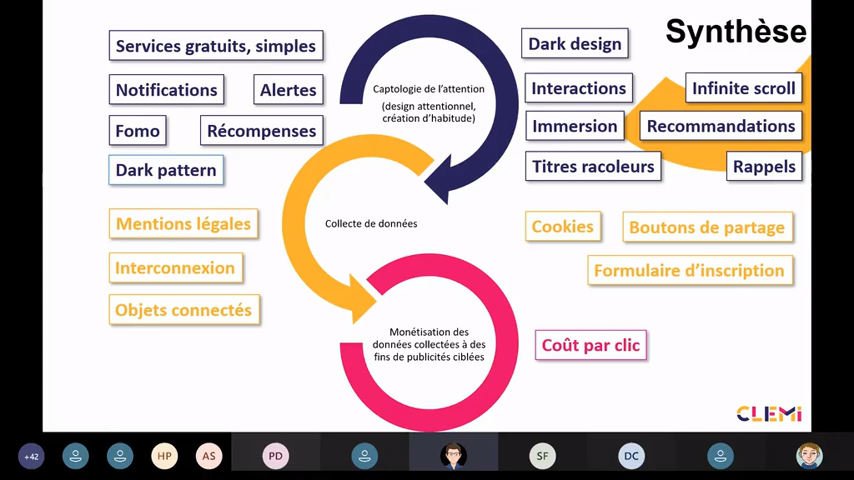 Synthèse
Services gratuits, simples
Notifications
Alertes
Fomo
Récompenses
Dark pattern
Captologie de l'attention
(design attentionnel,
création d'habitude)
Dark design
Interactions
Infinite scroll
Immersion
Recommandations
Titres racoleurs
Rappels
Mentions légales
Interconnexion
Objets connectés
Collecte de données
Cookies
Boutons de partage
Formulaire d'inscription
Monétisation des
données collectées à des
fins de publicités ciblées
Coût par clic
CLEMI
+42
HP
AS
PD
SF
DC